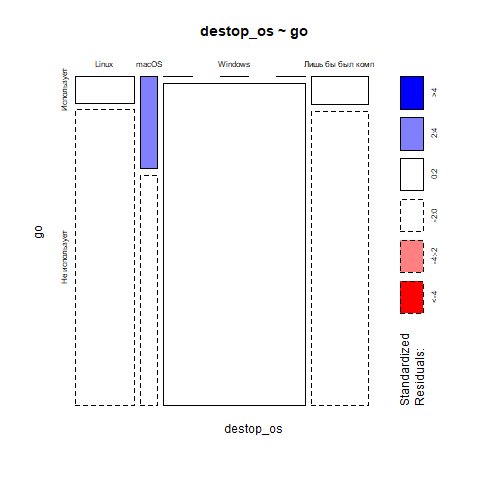 destop_os ~ go
Linux
macOS
Windows
Лишь бы был комп
Использует
Не использует
go
destop_os
>4
2:4
0:2
-2:0
-4:-2
<-4
Standardized
Residuals: